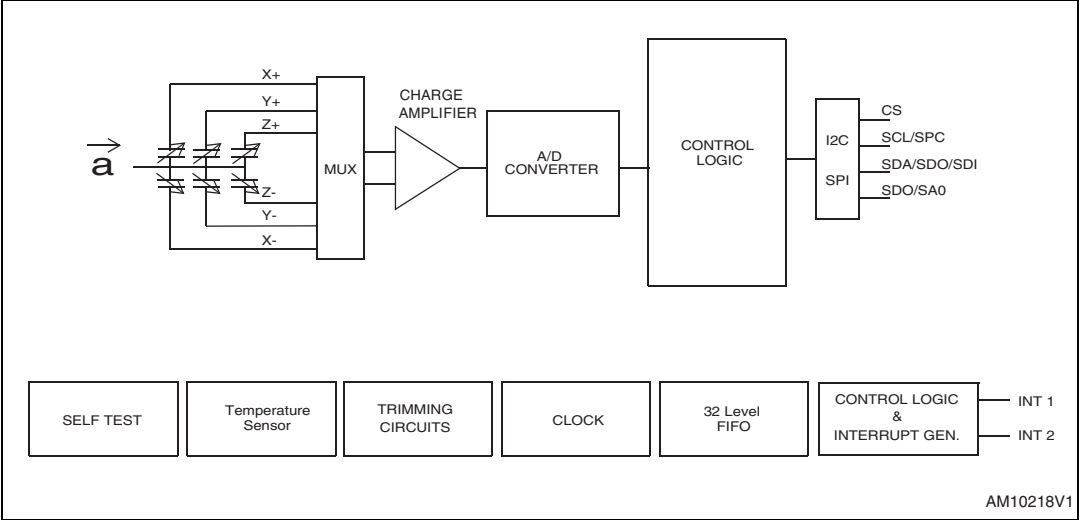 X+
Y+
Z+
a
Z-
Y-
X-
MUX
CHARGE
AMPLIFIER
A/D
CONVERTER
CONTROL
LOGIC
I2C
SPI
CS
SCL/SPC
SDA/SDO/SDI
SDO/SA0
SELF TEST
Temperature
Sensor
TRIMMING
CIRCUITS
CLOCK
32 Level
FIFO
CONTROL LOGIC
&
INTERRUPT GEN.
INT 1
INT 2
AM10218V1